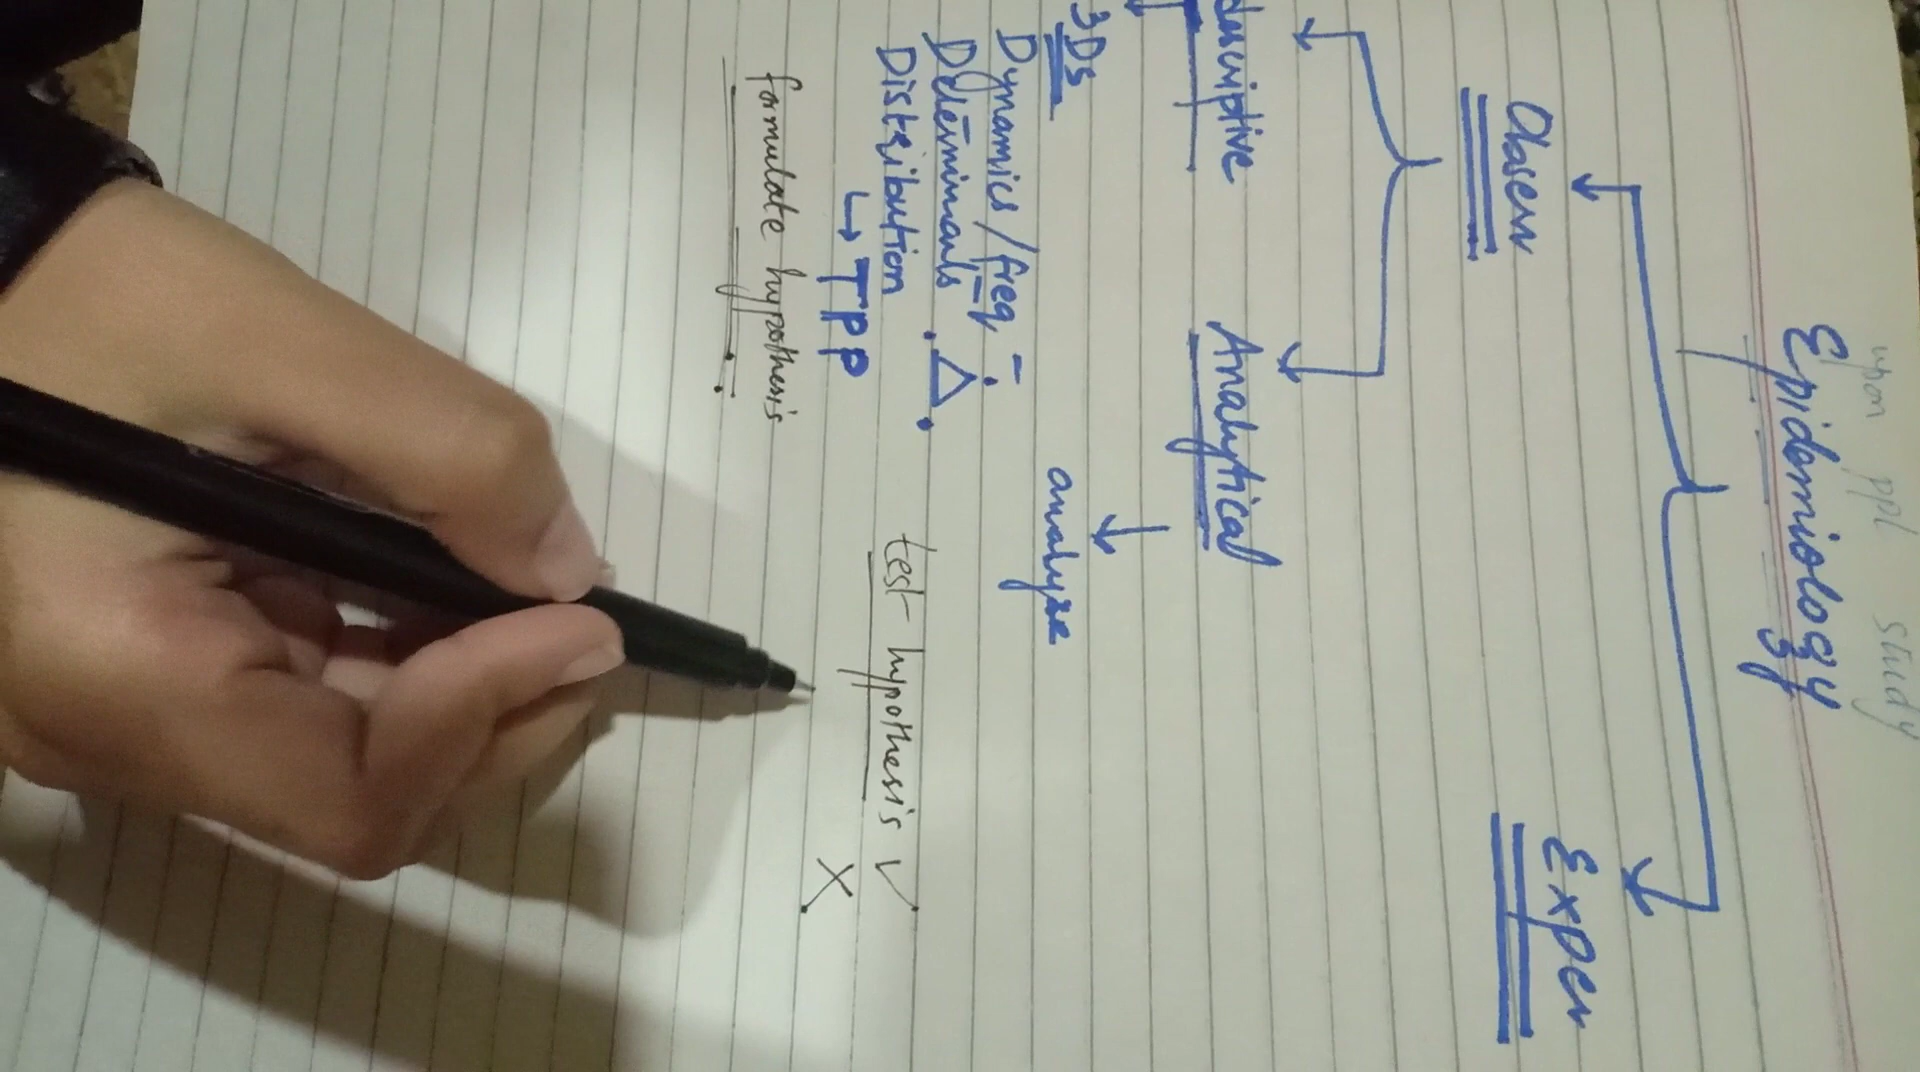 upon ppl study
Epidemiology
Observ Exper
descriptive Analytical
3Ds analyze
Dynamics / freq
Determinants
Distribution
↳ TPP
test hypothesis ✓
X
formulate hypothesis